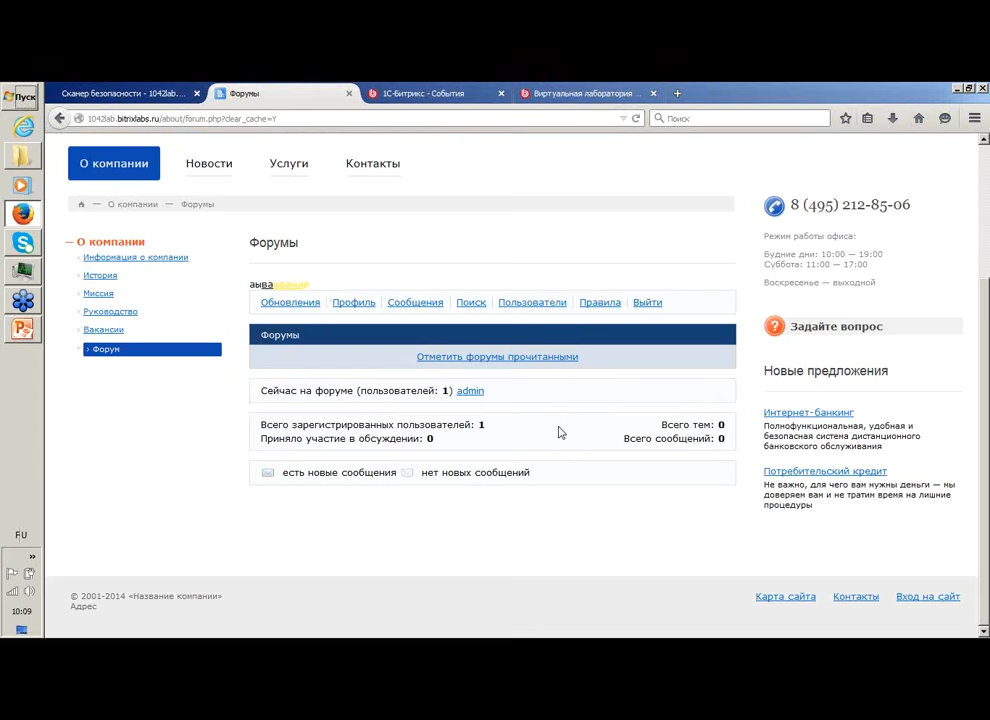 Пуск
Сканер безопасности - 1042lab....
Форумы
1С-Битрикс - События
Виртуальная лаборатория ...
1042lab.bitrixlabs.ru/about/forum.php?clear_cache=Y
Поиск
О компании
Новости
Услуги
Контакты
О компании — Форумы
8 (495) 212-85-06
Режим работы офиса:
Будние дни: 10:00 — 19:00
Суббота: 11:00 — 17:00
Воскресенье — выходной
— О компании
Информация о компании
История
Миссия
Руководство
Вакансии
Форум
Форумы
Обновления
Профиль
Сообщения
Поиск
Пользователи
Правила
Выйти
Форумы
Отметить форумы прочитанными
Сейчас на форуме (пользователей: 1) admin
Всего зарегистрированных пользователей: 1
Приняло участие в обсуждении: 0
Всего тем: 0
Всего сообщений: 0
есть новые сообщения
нет новых сообщений
Задайте вопрос
Новые предложения
Интернет-банкинг
Полнофункциональная, удобная и
безопасная система дистанционного
банковского обслуживания
Потребительский кредит
Не важно, для чего вам нужны деньги — мы
доверяем вам и не тратим время на лишние
процедуры
© 2001-2014 «Название компании»
Адрес
Карта сайта
Контакты
Вход на сайт
RU
10:09